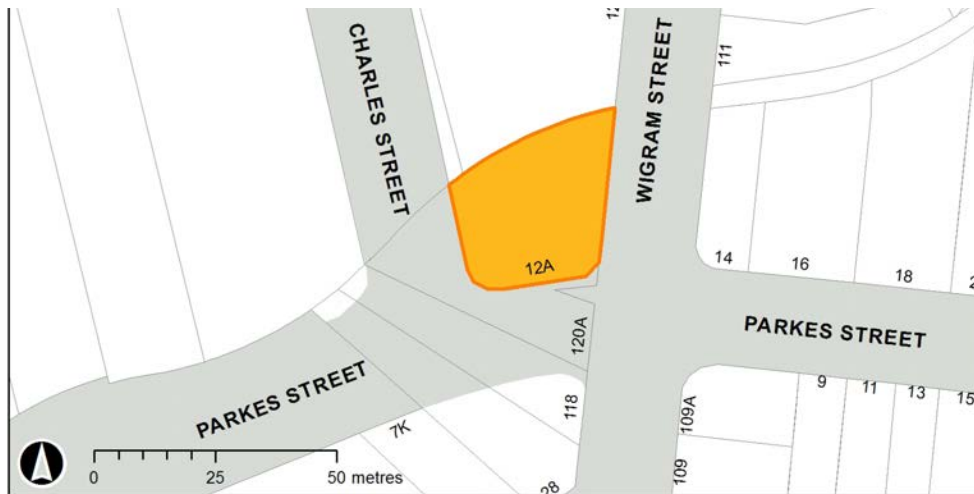 CHARLES STREET
WIGRAM STREET
111
12A
14
16
18
120A
PARKES STREET
PARKES STREET
9
11
13
15
118
109A
7K
109
28
0
25
50 metres